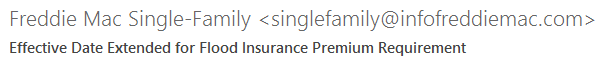 Freddie Mac Single-Family <singlefamily@infofreddiemac.com>
Effective Date Extended for Flood Insurance Premium Requirement